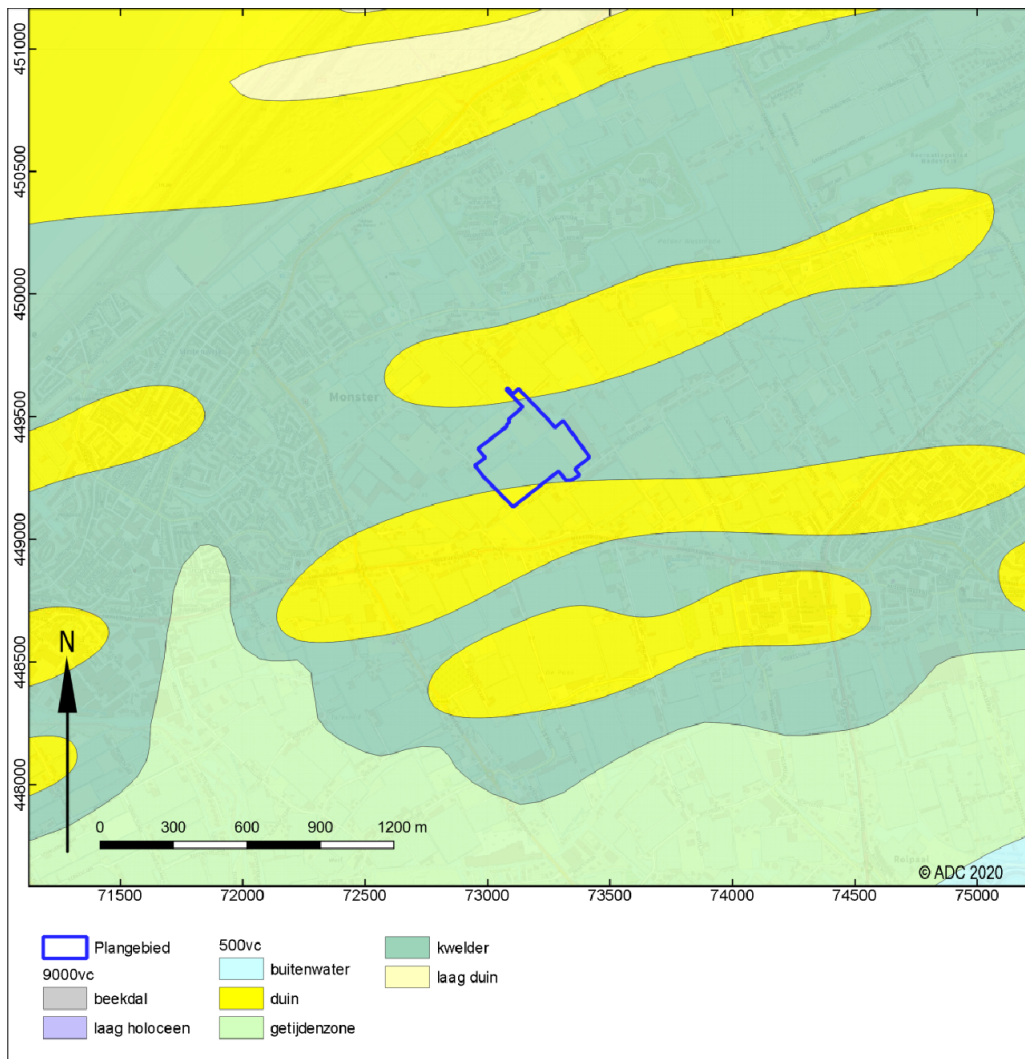 451000
450500
450000
449500
449000
448500
448000
Monster
N
0 300 600 900 1200 m
© ADC 2020
71500 72000 72500 73000 73500 74000 74500 75000
Plangebied
9000vc
beekdal
laag holoceen
500vc
buitenwater
duin
getijdenzone
kwelder
laag duin